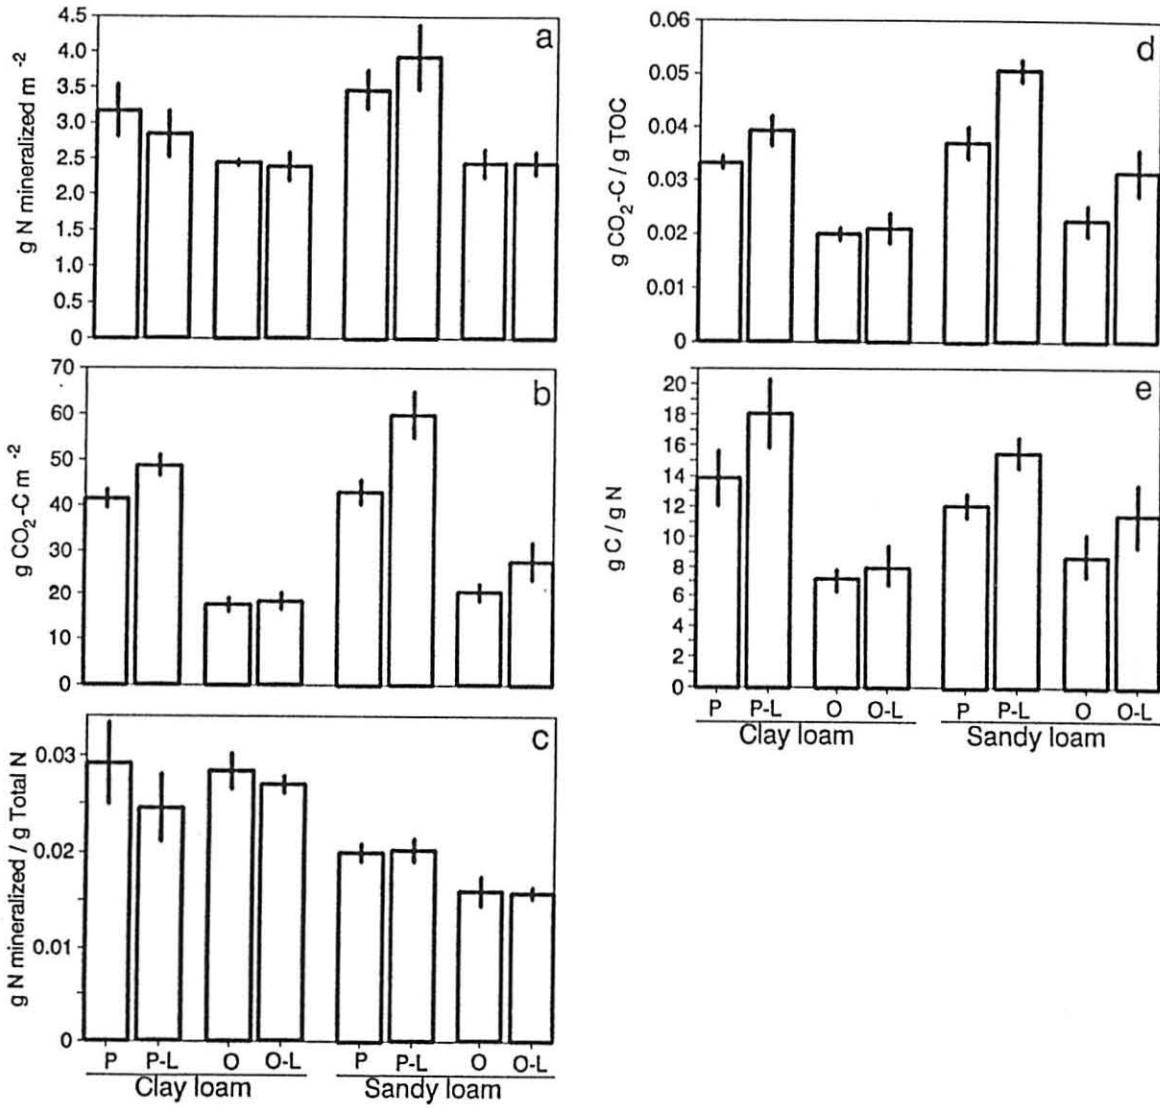 a
g N mineralized m -2
4.5
4.0
3.5
3.0
2.5
2.0
1.5
1.0
0.5
0
b
g CO2-C m -2
70
60
50
40
30
20
10
0
c
g N mineralized / g Total N
0.03
0.02
0.01
0
P P-L O O-L P P-L O O-L
Clay loam Sandy loam
d
g CO2-C / g TOC
0.06
0.05
0.04
0.03
0.02
0.01
0
e
g C / g N
20
18
16
14
12
10
8
6
4
2
0
P P-L O O-L P P-L O O-L
Clay loam Sandy loam